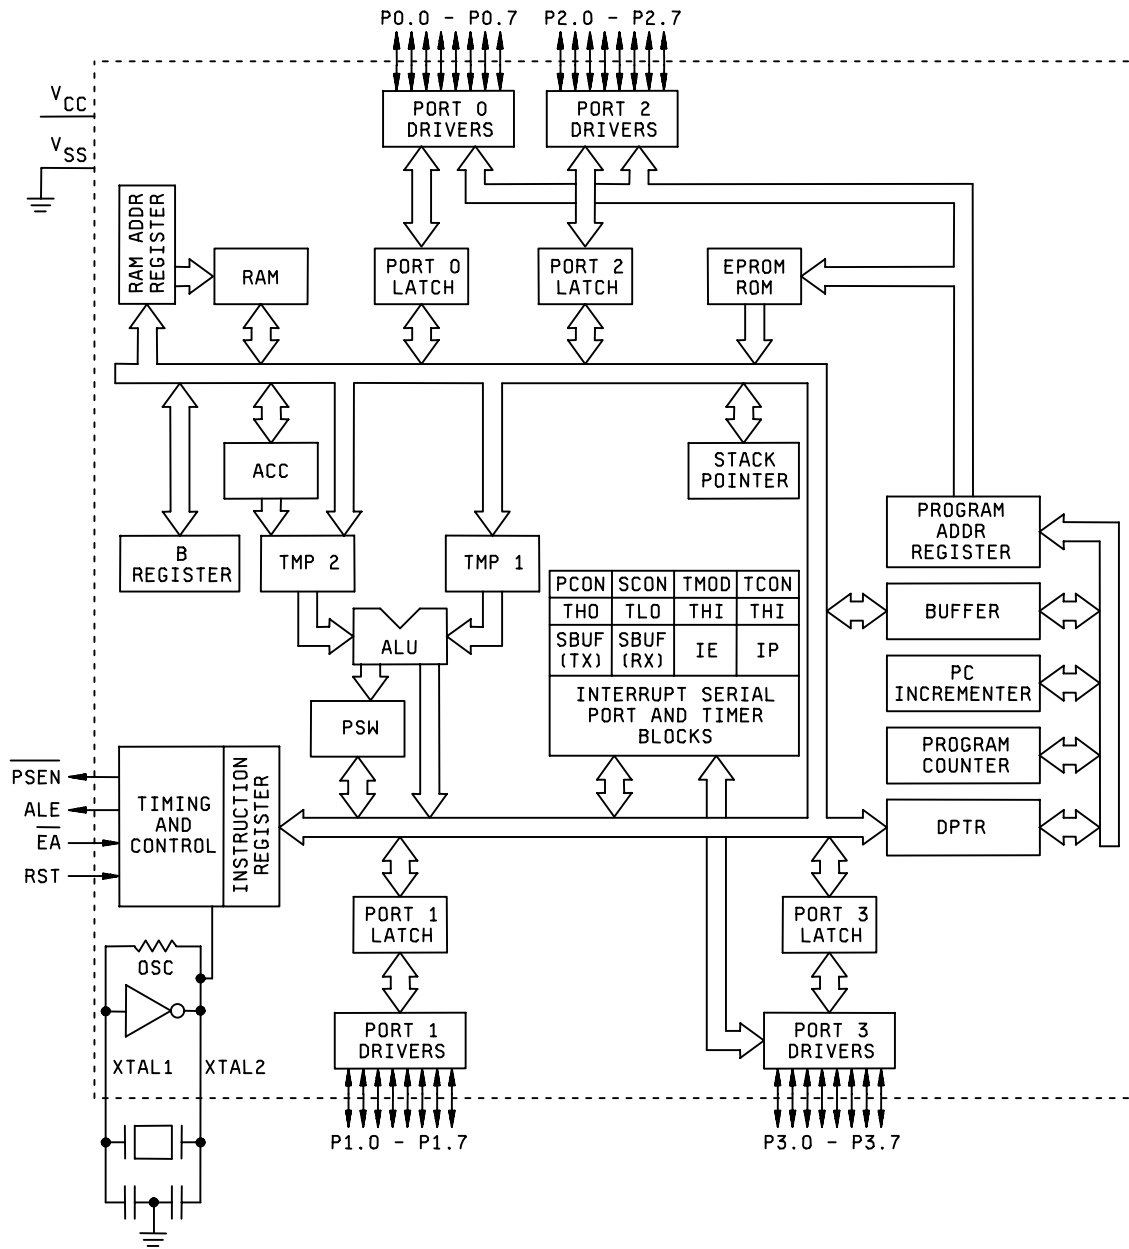 P0.0 - P0.7
P2.0 - P2.7
VCC
VSS
PORT 0
DRIVERS
PORT 2
DRIVERS
RAM ADDR
REGISTER
RAM
PORT 0
LATCH
PORT 2
LATCH
EPROM
ROM
ACC
STACK
POINTER
B
REGISTER
TMP 2
TMP 1
PROGRAM
ADDR
REGISTER
PCON SCON TMOD TCON
TH0 TL0 THI THI
SBUF
(TX)
SBUF
(RX)
IE
IP
INTERRUPT SERIAL
PORT AND TIMER
BLOCKS
BUFFER
ALU
PC
INCREMENTER
PSW
PROGRAM
COUNTER
PSEN
ALE
EA
RST
TIMING
AND
CONTROL
INSTRUCTION
REGISTER
DPTR
PORT 1
LATCH
PORT 3
LATCH
OSC
PORT 1
DRIVERS
PORT 3
DRIVERS
XTAL1
XTAL2
P1.0 - P1.7
P3.0 - P3.7